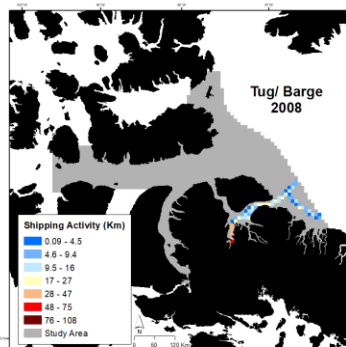 Tug/ Barge
2008
Shipping Activity (Km)
0.09 - 4.5
4.6 - 9.4
9.5 - 16
17 - 27
28 - 47
48 - 75
76 - 108
Study Area
N
0 30 60 120 Km